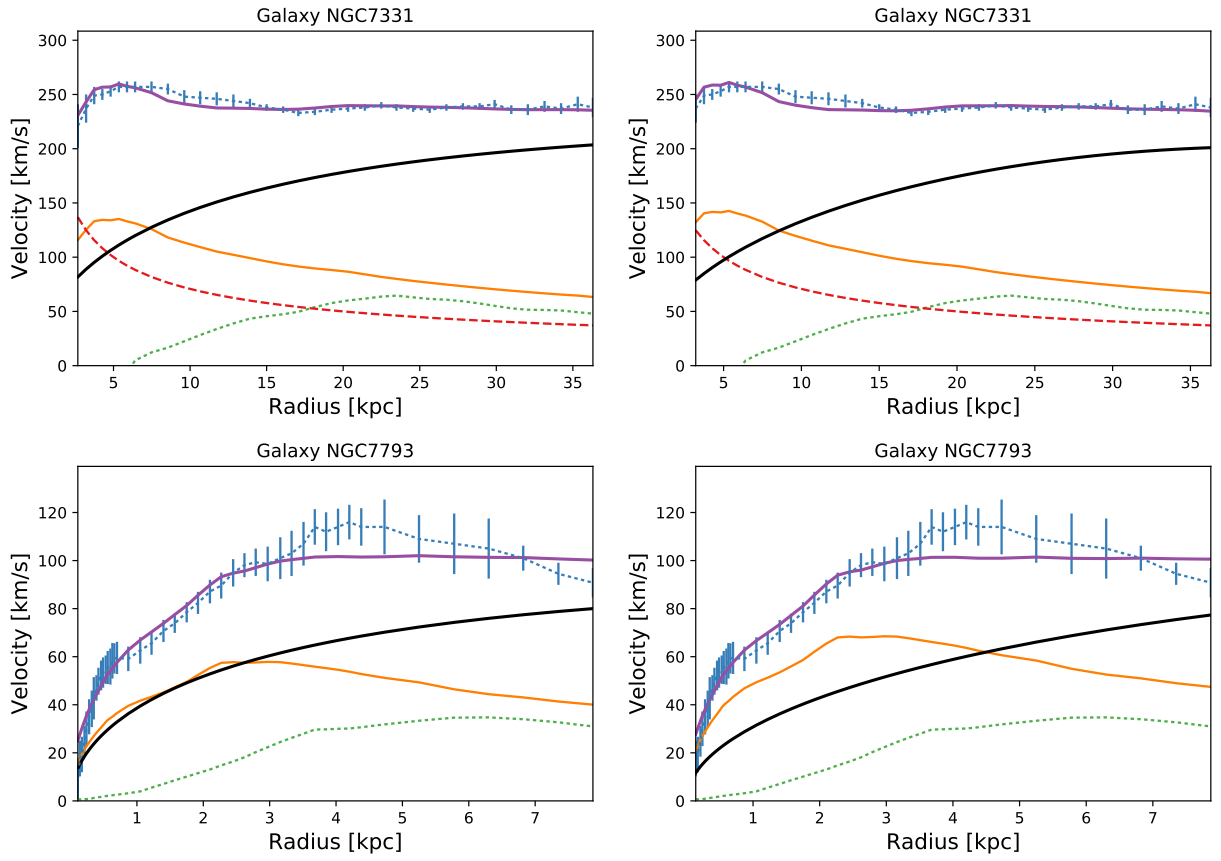 Galaxy NGC7331
300
250
200
150
100
50
0
Velocity [km/s]
5 10 15 20 25 30 35
Radius [kpc]
Galaxy NGC7331
300
250
200
150
100
50
0
Velocity [km/s]
5 10 15 20 25 30 35
Radius [kpc]
Galaxy NGC7793
120
100
80
60
40
20
0
Velocity [km/s]
1 2 3 4 5 6 7
Radius [kpc]
Galaxy NGC7793
120
100
80
60
40
20
0
Velocity [km/s]
1 2 3 4 5 6 7
Radius [kpc]